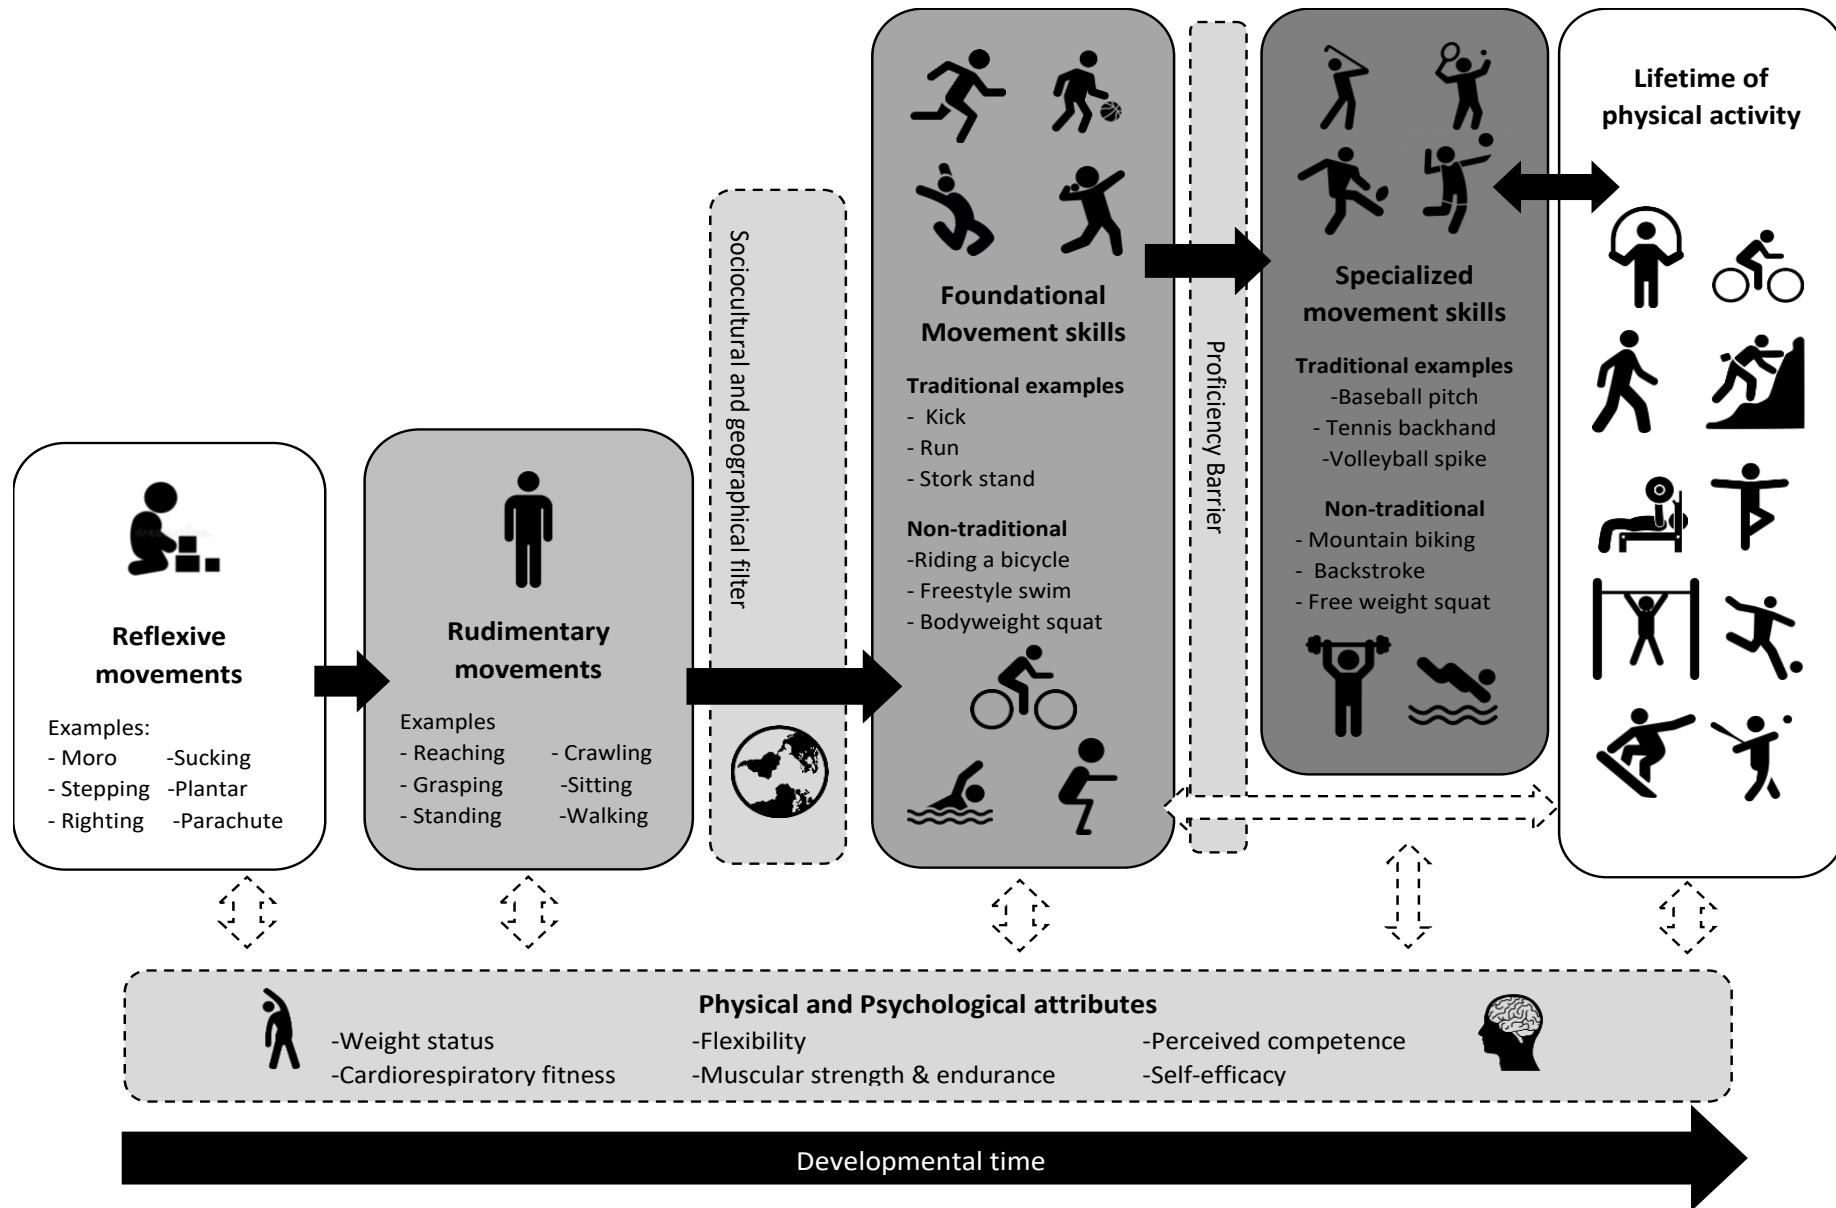 Reflexive
movements
Examples:
- Moro -Sucking
- Stepping -Plantar
- Righting -Parachute
Rudimentary
movements
Examples
- Reaching - Crawling
- Grasping -Sitting
- Standing -Walking
Sociocultural and geographical filter
Foundational
Movement skills
Traditional examples
- Kick
- Run
- Stork stand
Non-traditional
-Riding a bicycle
- Freestyle swim
- Bodyweight squat
Proficiency Barrier
Specialized
movement skills
Traditional examples
-Baseball pitch
- Tennis backhand
-Volleyball spike
Non-traditional
- Mountain biking
- Backstroke
- Free weight squat
Lifetime of
physical activity
Physical and Psychological attributes
-Weight status -Flexibility -Perceived competence
-Cardiorespiratory fitness -Muscular strength & endurance -Self-efficacy
Developmental time